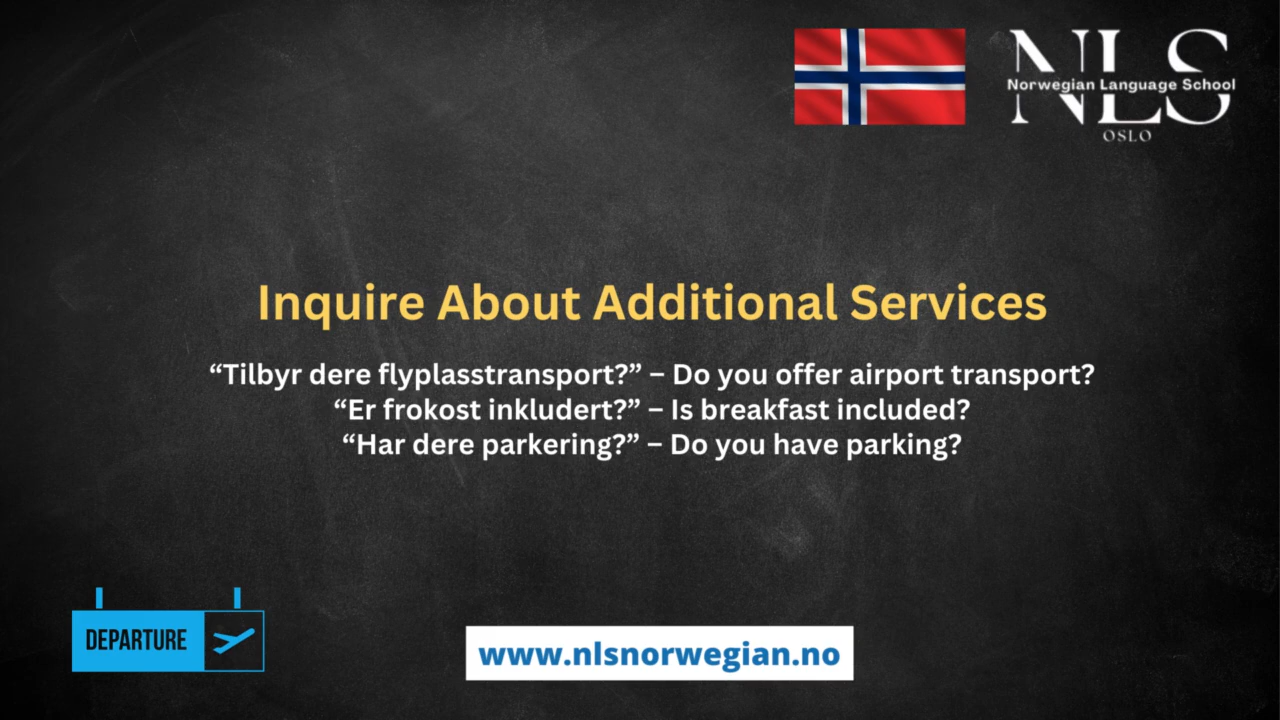 NLS
Norwegian Language School
OSLO
Inquire About Additional Services
“Tilbyr dere flyplasstransport?” – Do you offer airport transport?
“Er frokost inkludert?” – Is breakfast included?
“Har dere parkering?” – Do you have parking?
DEPARTURE
www.nlsnorwegian.no